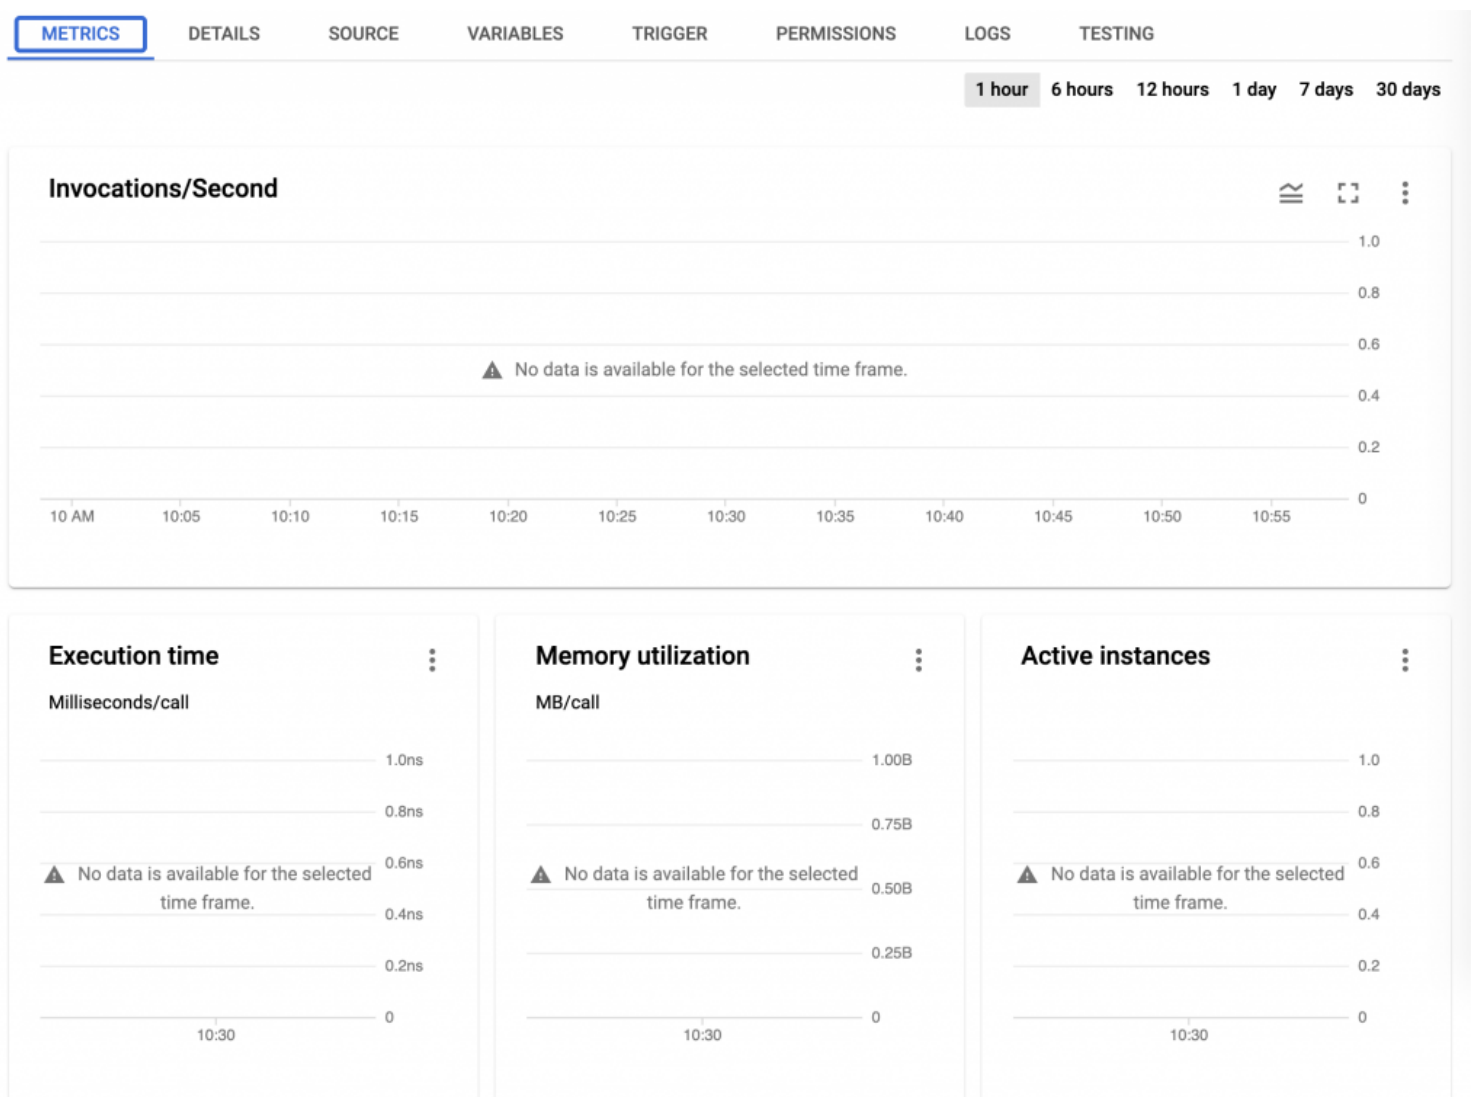 METRICS DETAILS SOURCE VARIABLES TRIGGER PERMISSIONS LOGS TESTING
1 hour 6 hours 12 hours 1 day 7 days 30 days
Invocations/Second
1.0
0.8
0.6
No data is available for the selected time frame.
0.4
0.2
0
10 AM 10:05 10:10 10:15 10:20 10:25 10:30 10:35 10:40 10:45 10:50 10:55
Execution time
Milliseconds/call
1.0ns
0.8ns
0.6ns
No data is available for the selected
time frame.
0.4ns
0.2ns
0
10:30
Memory utilization
MB/call
1.00B
0.75B
No data is available for the selected
0.50B
time frame.
0.25B
0
10:30
Active instances
1.0
0.8
0.6
No data is available for the selected
time frame.
0.4
0.2
0
10:30